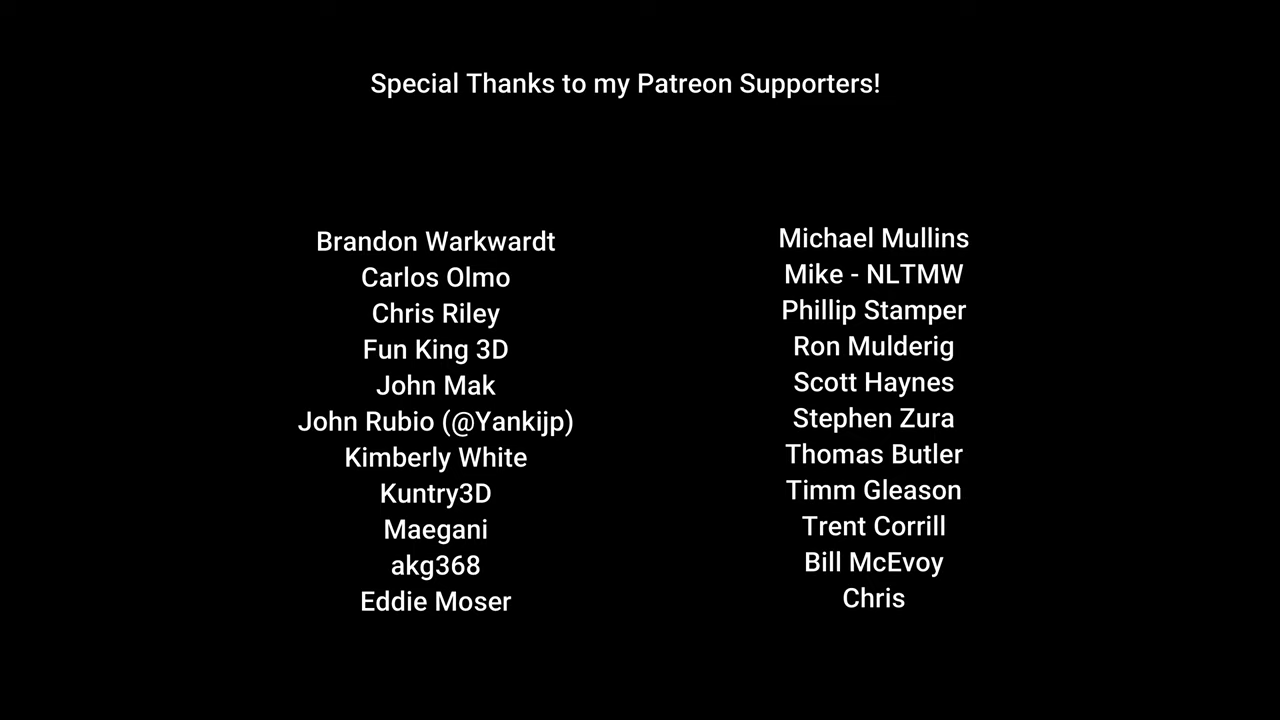 Special Thanks to my Patreon Supporters!
Brandon Warkwardt
Carlos Olmo
Chris Riley
Fun King 3D
John Mak
John Rubio (@Yankijp)
Kimberly White
Kuntry3D
Maegani
akg368
Eddie Moser
Michael Mullins
Mike - NLTMW
Phillip Stamper
Ron Mulderig
Scott Haynes
Stephen Zura
Thomas Butler
Timm Gleason
Trent Corrill
Bill McEvoy
Chris